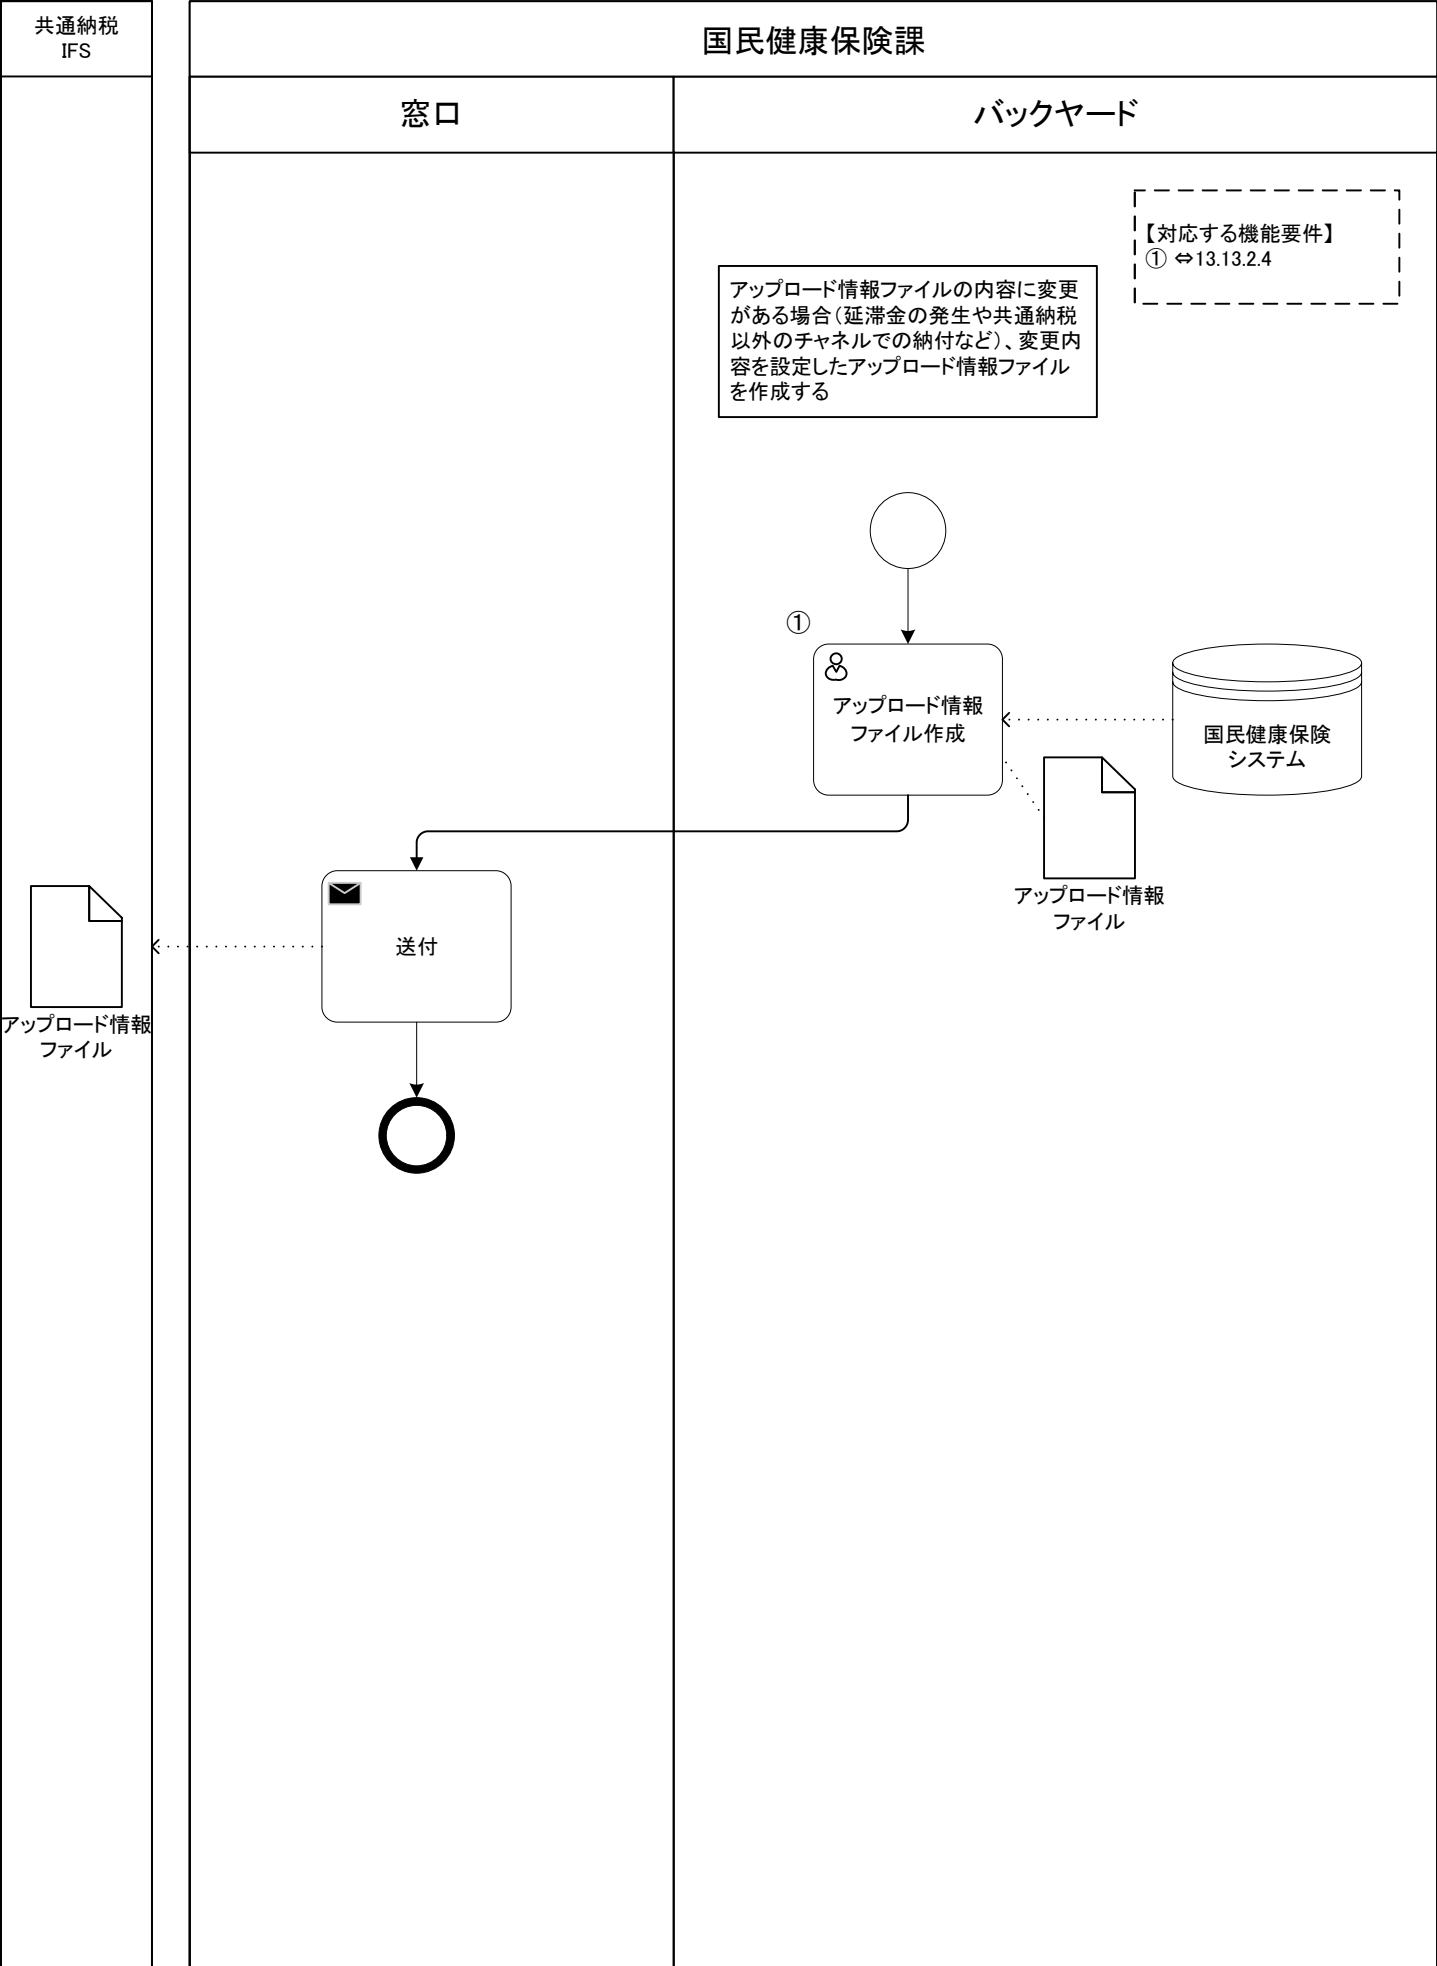 共通納税
IFS
国民健康保険課
窓口
バックヤード
【対応する機能要件】
① ⇔13.13.2.4
アップロード情報ファイルの内容に変更
がある場合(延滞金の発生や共通納税
以外のチャネルでの納付など)、変更内
容を設定したアップロード情報ファイル
を作成する
①
アップロード情報
ファイル作成
国民健康保険
システム
アップロード情報
ファイル
送付
アップロード情報
ファイル